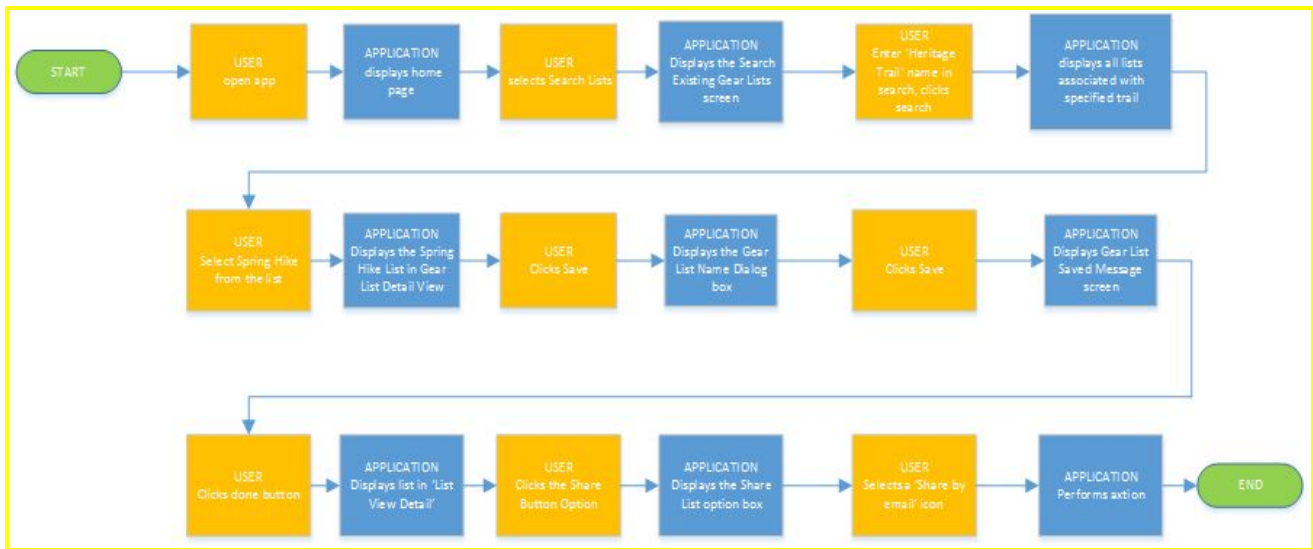 START
USER
open app
APPLICATION
displays home
page
USER
selects Search Lists
APPLICATION
Displays the Search
Existing Gear Lists
screen
USER
Enter 'Heritage
Trail' name in
search, clicks
search
APPLICATION
displays all lists
associated with
specified trail
USER
Select Spring Hike
from the list
APPLICATION
Displays the Spring
Hike List in Gear
List Detail View
USER
Clicks Save
APPLICATION
Displays the Gear
List Name Dialog
box
USER
Clicks Save
APPLICATION
Displays Gear List
Saved Message
screen
USER
Clicks done button
APPLICATION
Displays list in 'List
View Detail'
USER
Clicks the Share
Button Option
APPLICATION
Displays the Share
List option box
USER
Selects a 'Share by
email' icon
APPLICATION
Performs axtion
END